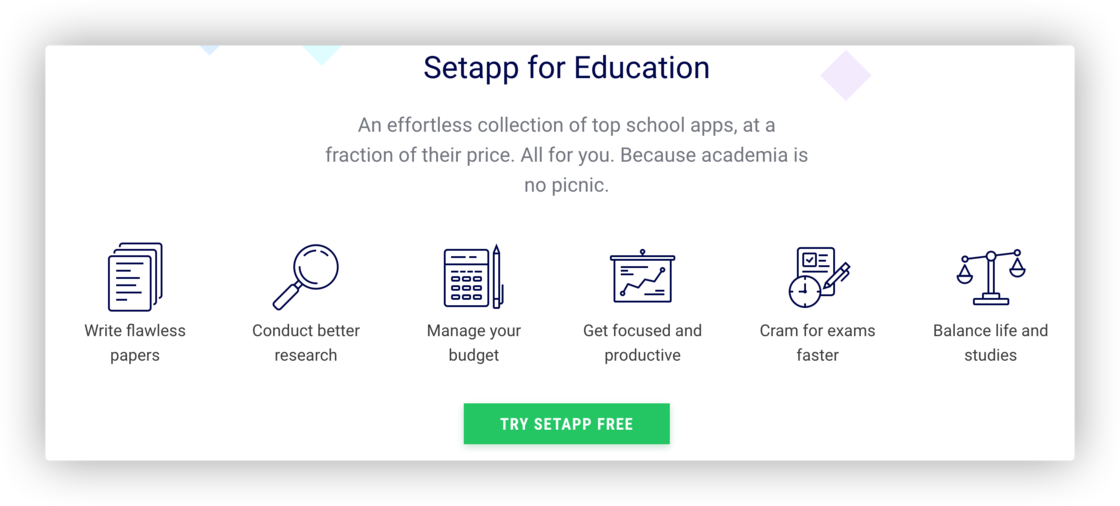 Setapp for Education
An effortless collection of top school apps, at a
fraction of their price. All for you. Because academia is
no picnic.
Write flawless
papers
Conduct better
research
Manage your
budget
Get focused and
productive
Cram for exams
faster
Balance life and
studies
TRY SETAPP FREE